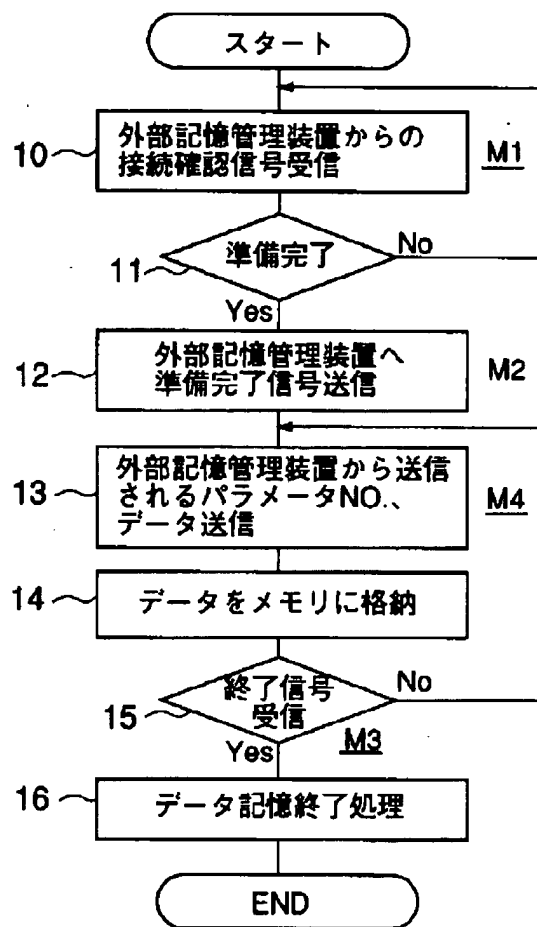 スタート
10
外部記憶管理装置からの
接続確認信号受信
M1
11
準備完了
No
Yes
12
外部記憶管理装置へ
準備完了信号送信
M2
13
外部記憶管理装置から送信
されるパラメータNO.、
データ送信
M4
14
データをメモリに格納
15
終了信号
受信
No
Yes
M3
16
データ記憶終了処理
END